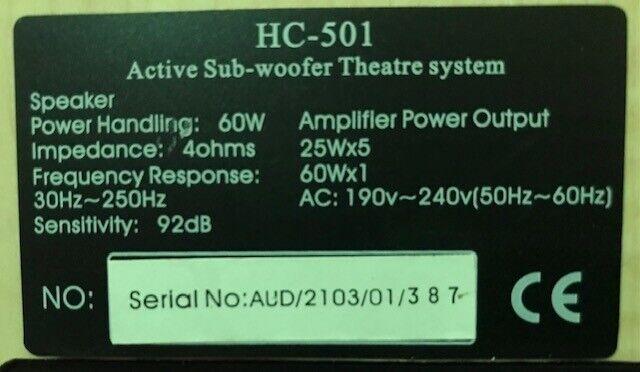 HC-501
Active Sub-woofer Theatre system
Speaker
Power Handling: 60W
Impedance: 4ohms
Frequency Response:
30Hz~250Hz
Sensitivity: 92dB
Amplifier Power Output
25Wx5
60Wx1
AC: 190v~240v(50Hz~60Hz)
NO: Serial No:AUD/2103/01/3 8 7 CE